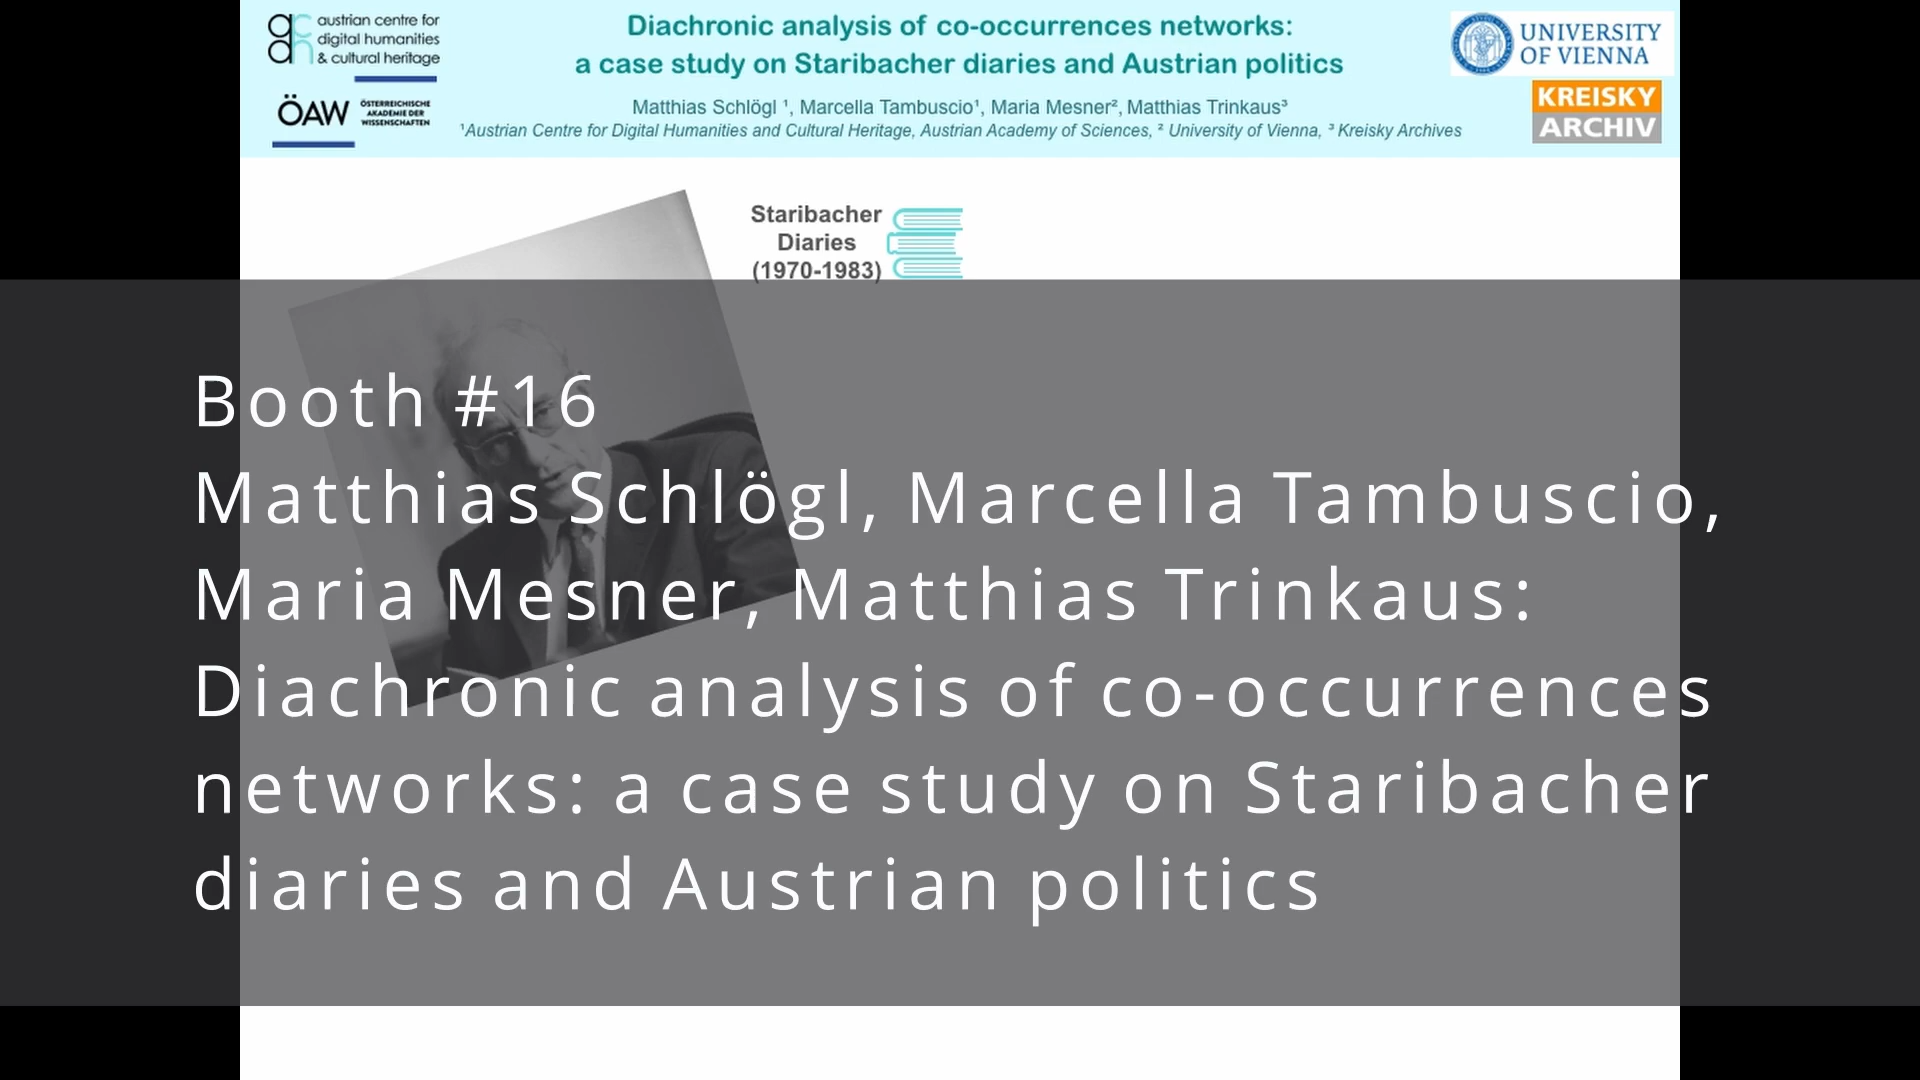 austrian centre for
digital humanities
& cultural heritage
ÖAW
ÖSTERREICHISCHE
AKADEMIE DER
WISSENSCHAFTEN
Diachronic analysis of co-occurrences networks:
a case study on Staribacher diaries and Austrian politics
Matthias Schlögl ¹, Marcella Tambuscio¹, Maria Mesner², Matthias Trinkaus³
¹Austrian Centre for Digital Humanities and Cultural Heritage, Austrian Academy of Sciences, ² University of Vienna, ³ Kreisky Archives
UNIVERSITY
OF VIENNA
KREISKY
ARCHIV
Staribacher
Diaries
(1970-1983)
Booth #16
Matthias Schlögl, Marcella Tambuscio,
Maria Mesner, Matthias Trinkaus:
Diachronic analysis of co-occurrences
networks: a case study on Staribacher
diaries and Austrian politics